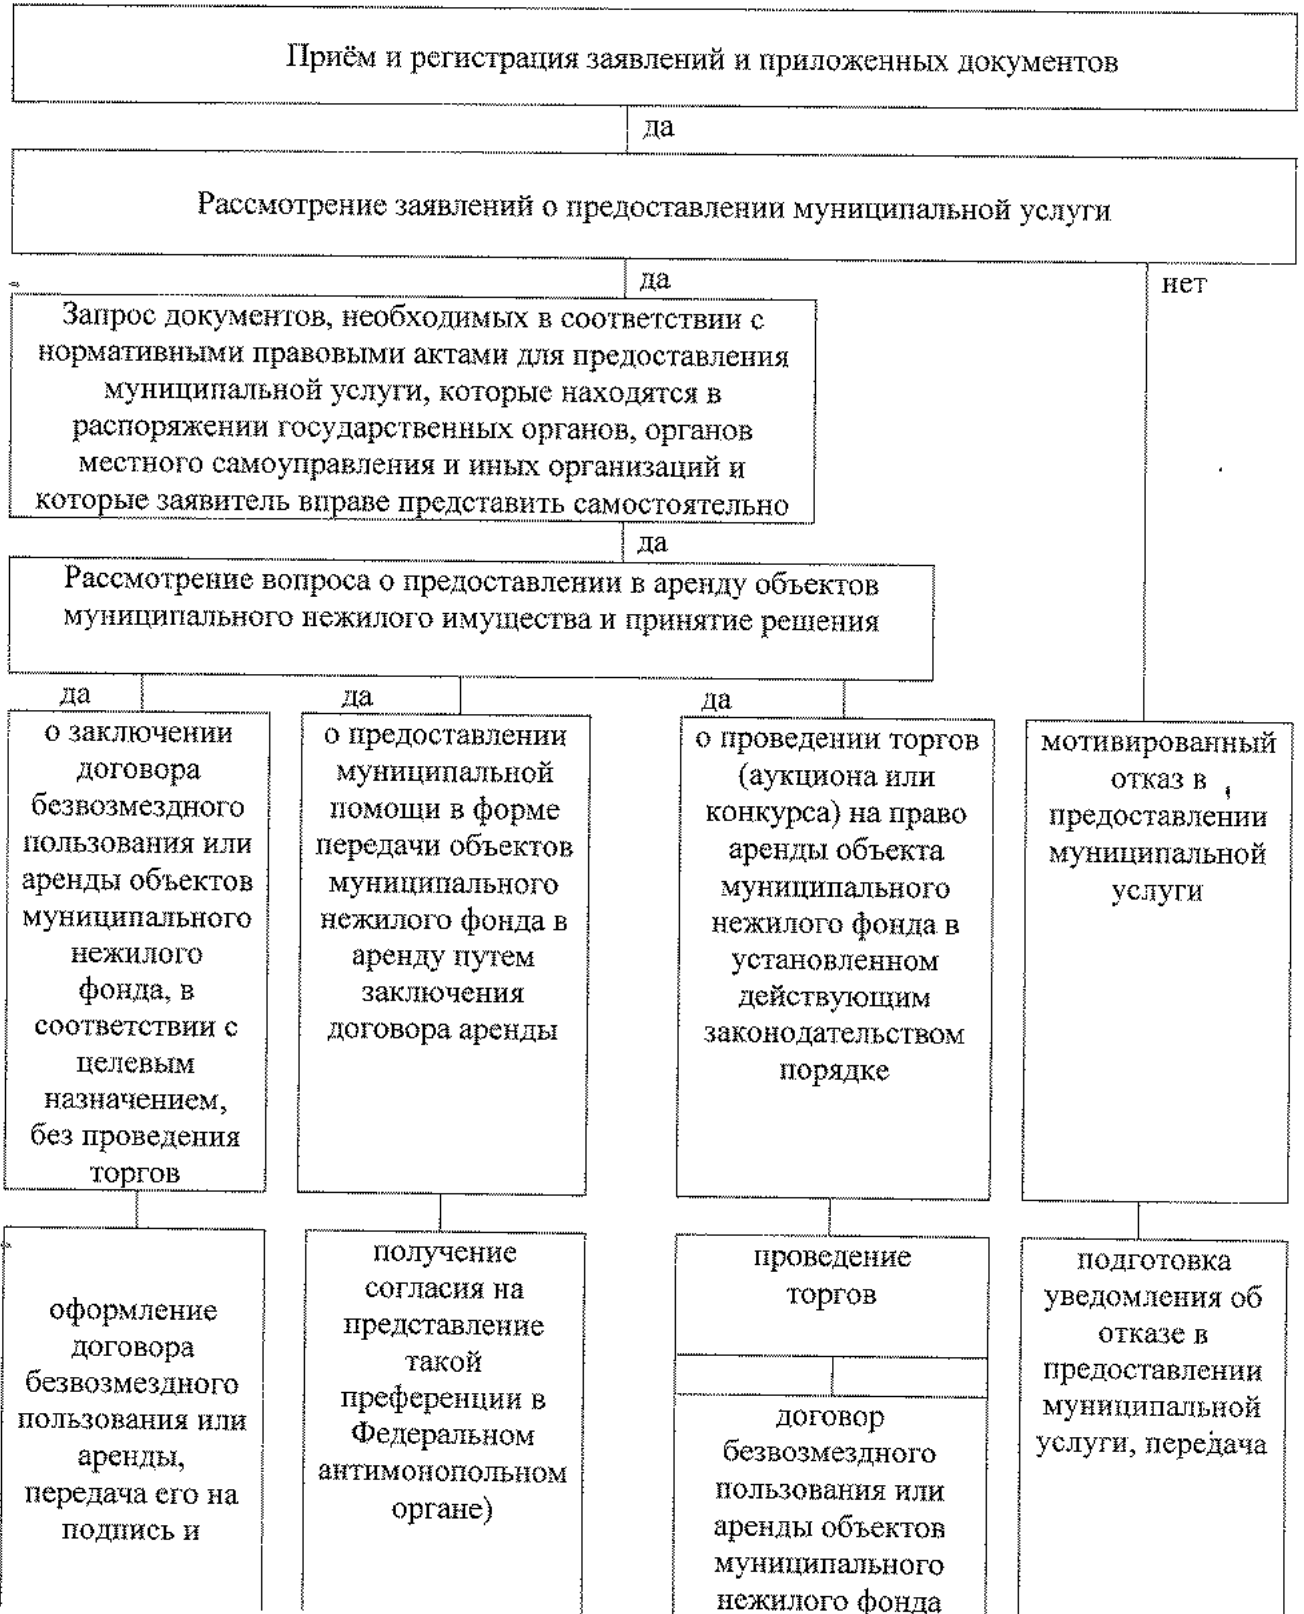 Приём и регистрация заявлений и приложенных документов
да
Рассмотрение заявлений о предоставлении муниципальной услуги
да
нет
Запрос документов, необходимых в соответствии с
нормативными правовыми актами для предоставления
муниципальной услуги, которые находятся в
распоряжении государственных органов, органов
местного самоуправления и иных организаций и
которые заявитель вправе представить самостоятельно
да
Рассмотрение вопроса о предоставлении в аренду объектов
муниципального нежилого имущества и принятие решения
да
да
да
о заключении
договора
безвозмездного
пользования или
аренды объектов
муниципального
нежилого
фонда, в
соответствии с
целевым
назначением,
без проведения
торгов
о предоставлении
муниципальной
помощи в форме
передачи объектов
муниципального
нежилого фонда в
аренду путем
заключения
договора аренды
о проведении торгов
(аукциона или
конкурса) на право
аренды объекта
муниципального
нежилого фонда в
установленном
действующим
законодательством
порядке
мотивированный
отказ в
предоставлении
муниципальной
услуги
оформление
договора
безвозмездного
пользования или
аренды,
передача его на
подпись и
получение
согласия на
представление
такой
преференции в
Федеральном
антимонопольном
органе)
проведение
торгов
договор
безвозмездного
пользования или
аренды объектов
муниципального
нежилого фонда
подготовка
уведомления об
отказе в
предоставлении
муниципальной
услуги, передача